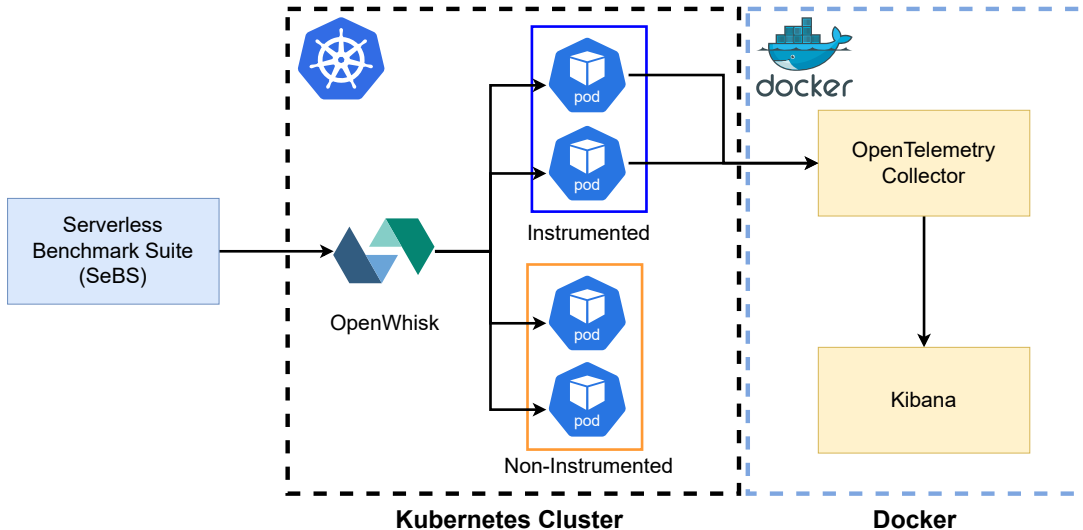 Serverless
Benchmark Suite
(SeBS)
OpenWhisk
pod
pod
Instrumented
pod
pod
Non-Instrumented
Kubernetes Cluster
docker
OpenTelemetry
Collector
Kibana
Docker